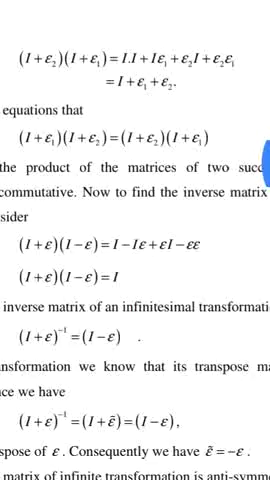 (I + ε₂)(I + ε₁) = I.I + Iε₁ + ε₂I + ε₂ε₁
= I + ε₁ + ε₂.
equations that
(I + ε₁)(I + ε₂) = (I + ε₂)(I + ε₁)
the product of the matrices of two succ
commutative. Now to find the inverse matrix
sider
(I + ε)(I − ε) = I − Iε + εI − εε
(I + ε)(I − ε) = I
inverse matrix of an infinitesimal transformati
(I + ε)⁻¹ = (I − ε) .
nsformation we know that its transpose ma
nce we have
(I + ε)⁻¹ = (I + ε̃) = (I − ε),
spose of ε. Consequently we have ε̃ = −ε .
matrix of infinite transformation is anti-symm